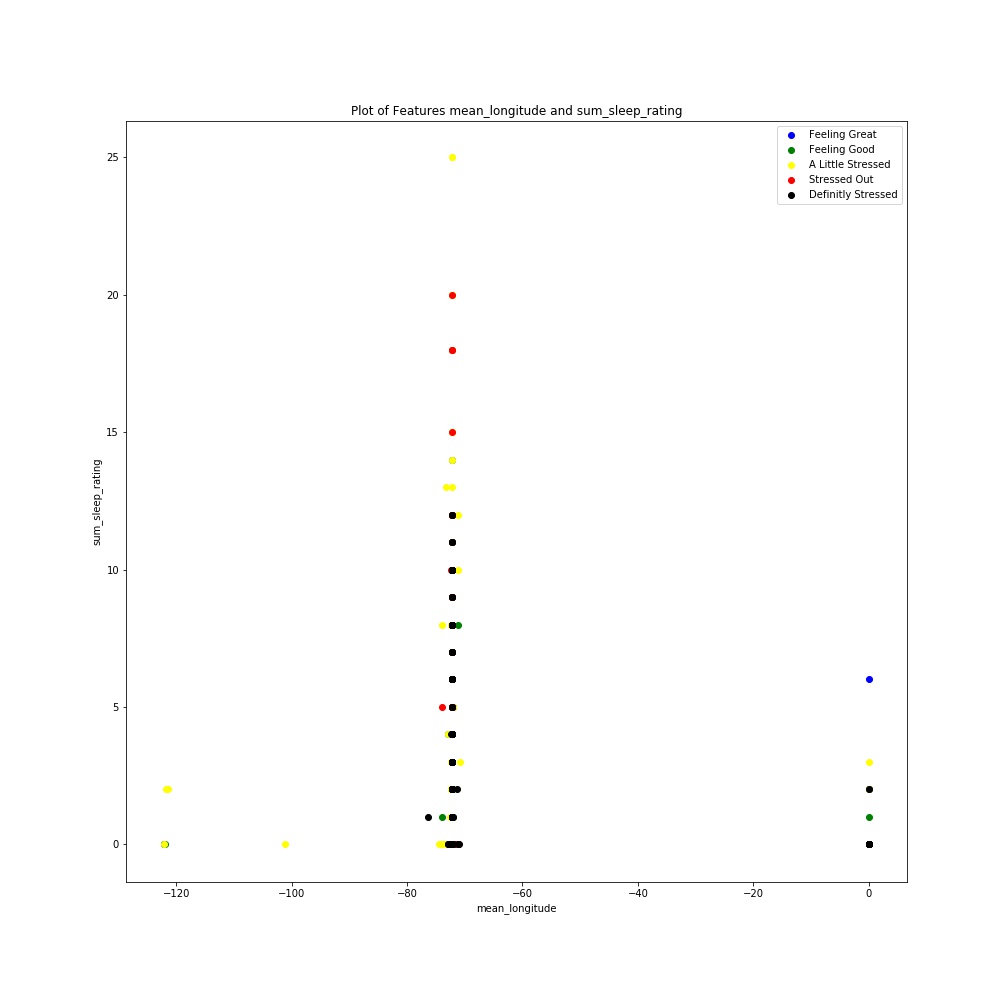 Plot of Features mean_longitude and sum_sleep_rating
Feeling Great
Feeling Good
A Little Stressed
Stressed Out
Definitly Stressed
25
20
15
10
5
0
sum_sleep_rating
−120
−100
−80
−60
−40
−20
0
mean_longitude